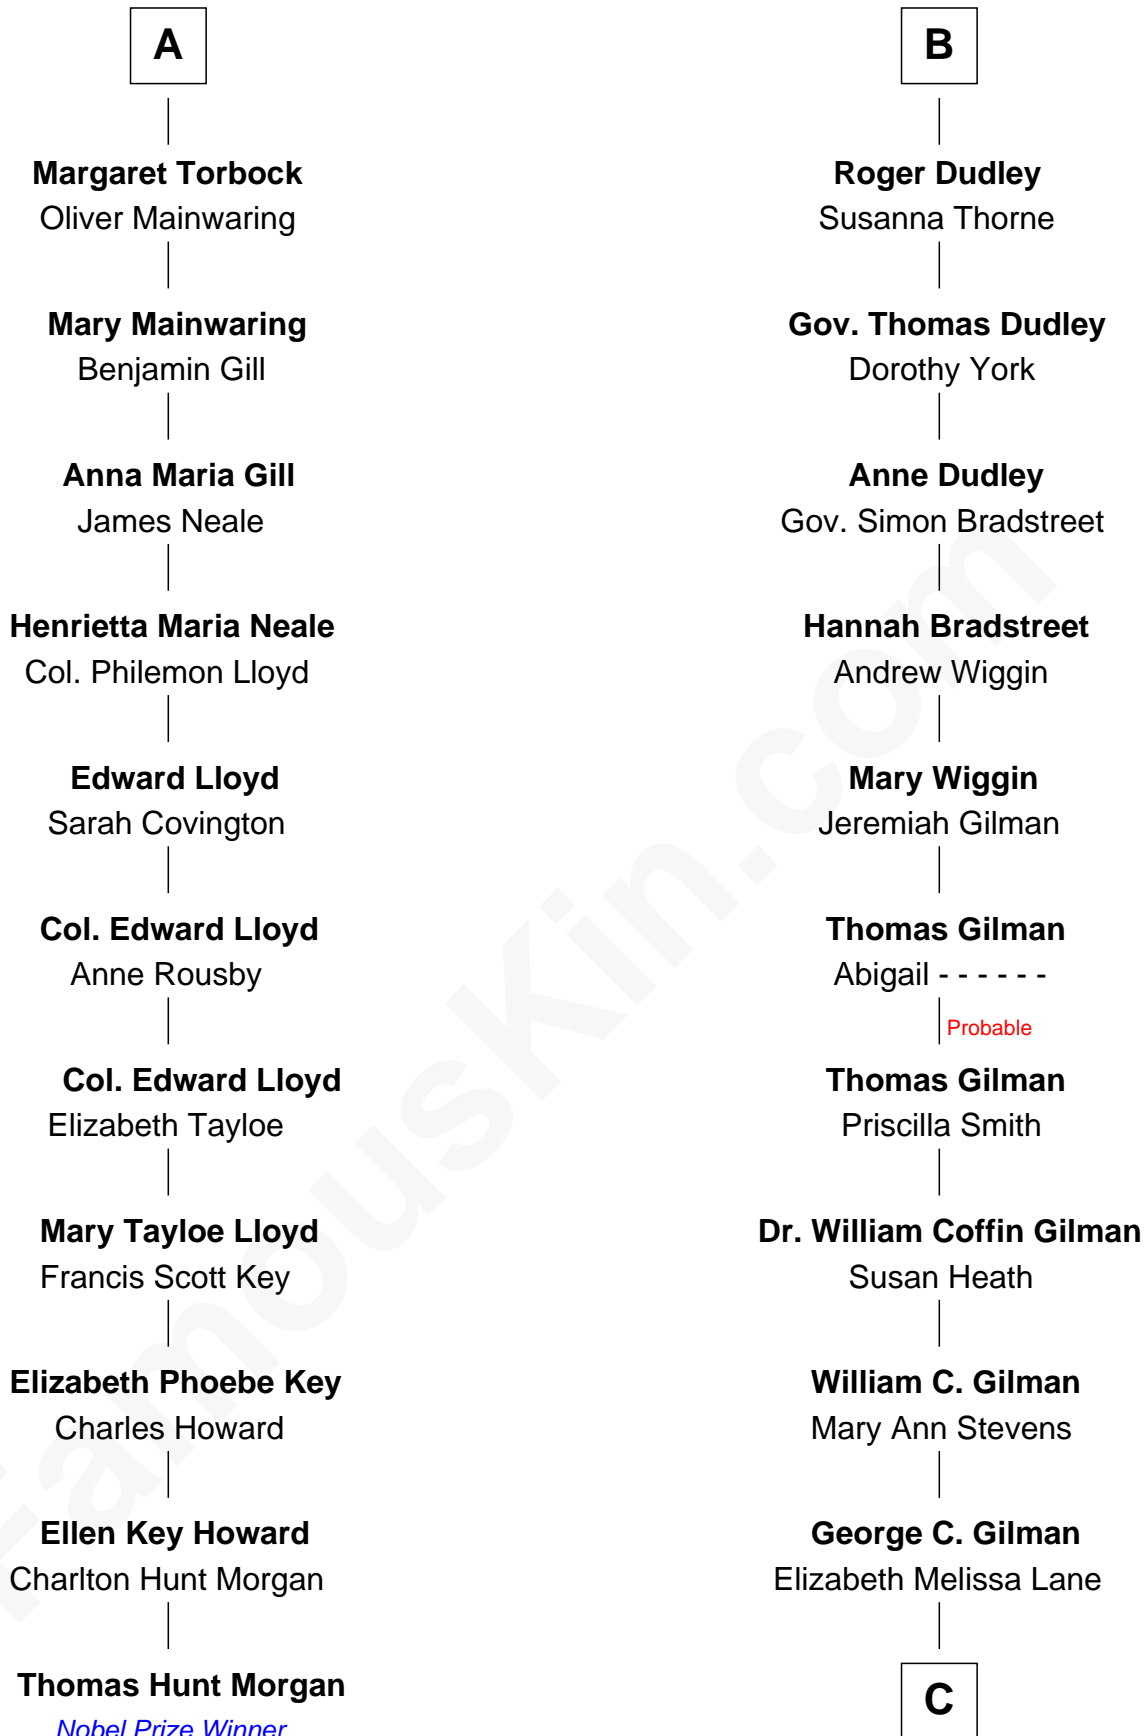 A
Margaret Torbock
Oliver Mainwaring
Mary Mainwaring
Benjamin Gill
Anna Maria Gill
James Neale
Henrietta Maria Neale
Col. Philemon Lloyd
Edward Lloyd
Sarah Covington
Col. Edward Lloyd
Anne Rousby
Col. Edward Lloyd
Elizabeth Tayloe
Mary Tayloe Lloyd
Francis Scott Key
Elizabeth Phoebe Key
Charles Howard
Ellen Key Howard
Charlton Hunt Morgan
Thomas Hunt Morgan
Nobel Prize Winner
B
Roger Dudley
Susanna Thorne
Gov. Thomas Dudley
Dorothy York
Anne Dudley
Gov. Simon Bradstreet
Hannah Bradstreet
Andrew Wiggin
Mary Wiggin
Jeremiah Gilman
Thomas Gilman
Abigail - - - - - -
Probable
Thomas Gilman
Priscilla Smith
Dr. William Coffin Gilman
Susan Heath
William C. Gilman
Mary Ann Stevens
George C. Gilman
Elizabeth Melissa Lane
C
FamousKin.com